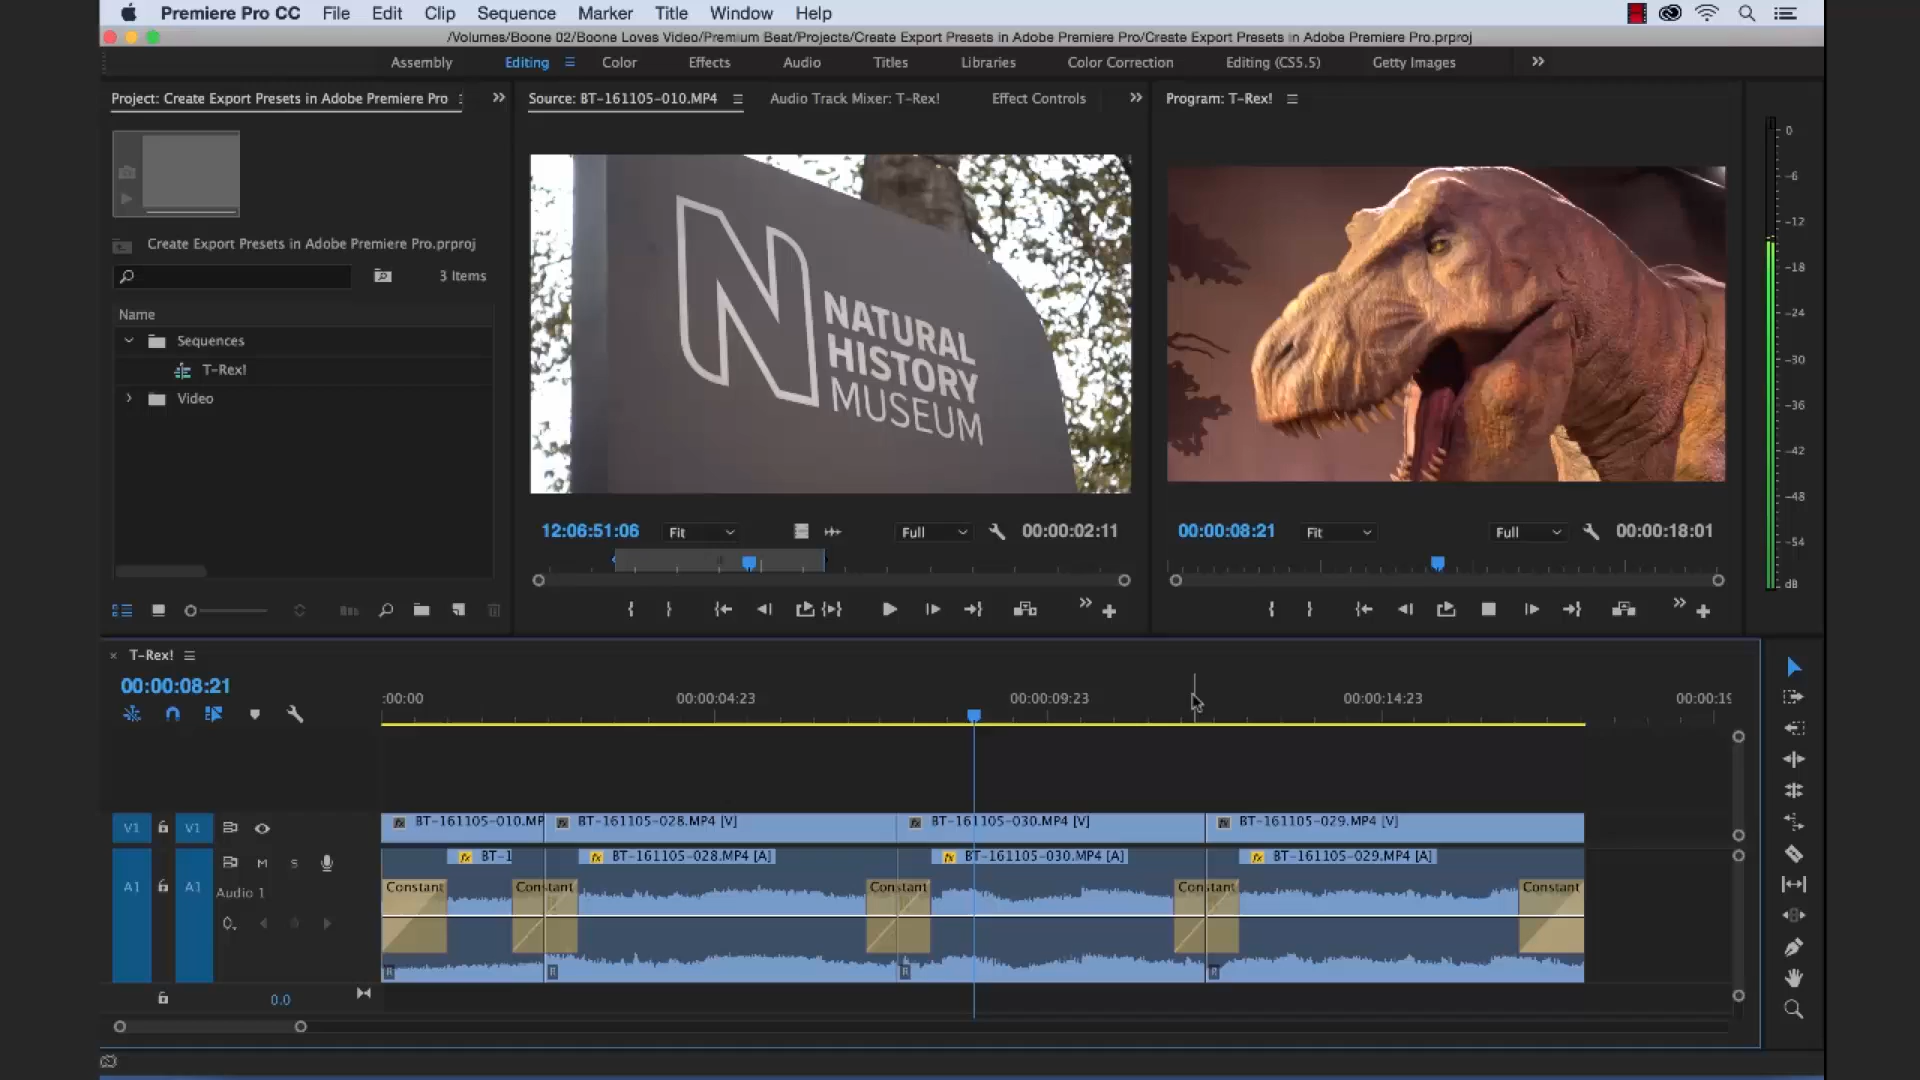 Premiere Pro CC File Edit Clip Sequence Marker Title Window Help
/Volumes/Boone 02/Boone Loves Video/Premium Beat/Projects/Create Export Presets in Adobe Premiere Pro/Create Export Presets in Adobe Premiere Pro.prproj
Assembly Editing Color Effects Audio Titles Libraries Color Correction Editing (CS5.5) Getty Images
Project: Create Export Presets in Adobe Premiere Pro
Source: BT-161105-010.MP4 Audio Track Mixer: T-Rex! Effect Controls
Program: T-Rex!
Create Export Presets in Adobe Premiere Pro.prproj
3 Items
Name
Sequences
T-Rex!
Video
NATURAL
HISTORY
MUSEUM
12:06:51:06 Fit Full 00:00:02:11
00:00:08:21 Fit Full 00:00:18:01
0
-6
-12
-18
-24
-30
-36
-42
-48
-54
dB
T-Rex!
00:00:08:21
:00:00 00:00:04:23 00:00:09:23 00:00:14:23 00:00:19
V1 V1 BT-161105-010.MP BT-161105-028.MP4 [V] BT-161105-030.MP4 [V] BT-161105-029.MP4 [V]
M S BT-1 BT-161105-028.MP4 [A] BT-161105-030.MP4 [A] BT-161105-029.MP4 [A]
A1 A1 Audio 1 Constant Constant Constant Constant Constant
R R R R
0.0